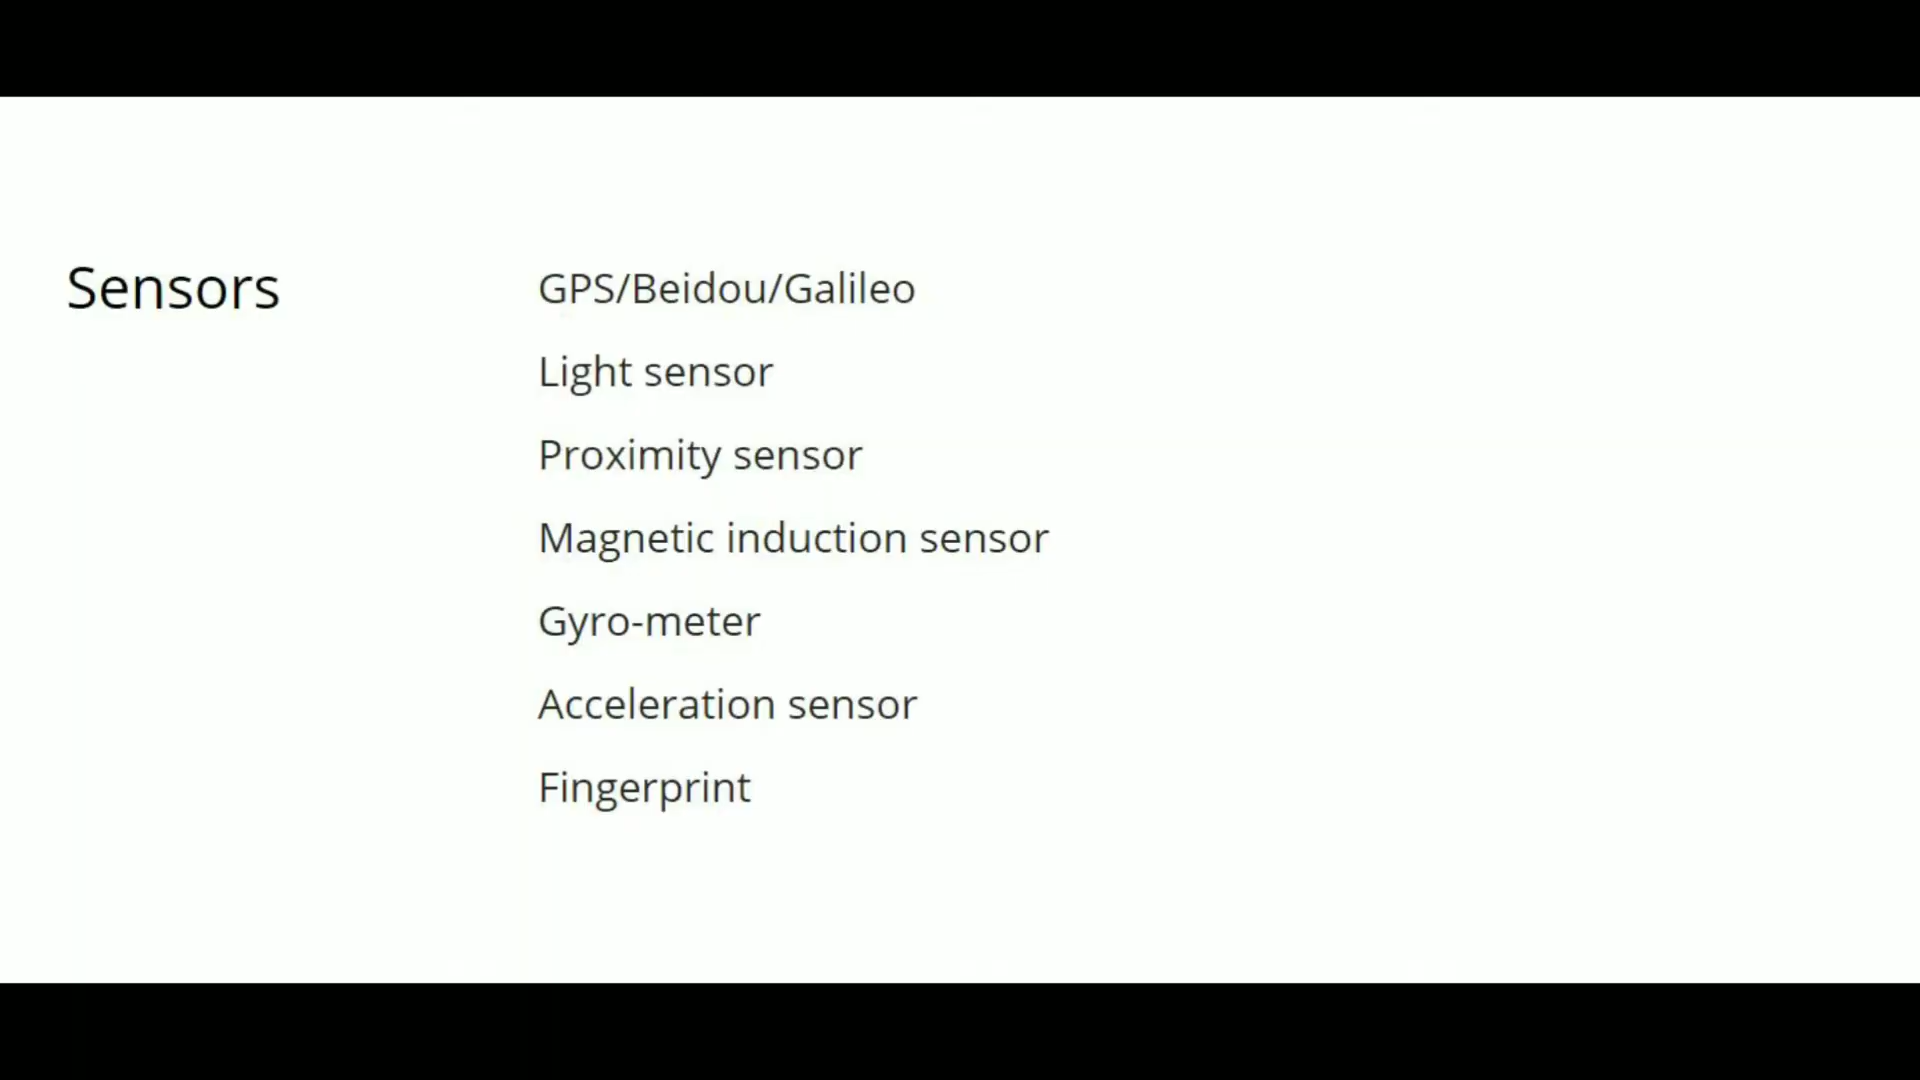 Sensors
GPS/Beidou/Galileo
Light sensor
Proximity sensor
Magnetic induction sensor
Gyro-meter
Acceleration sensor
Fingerprint